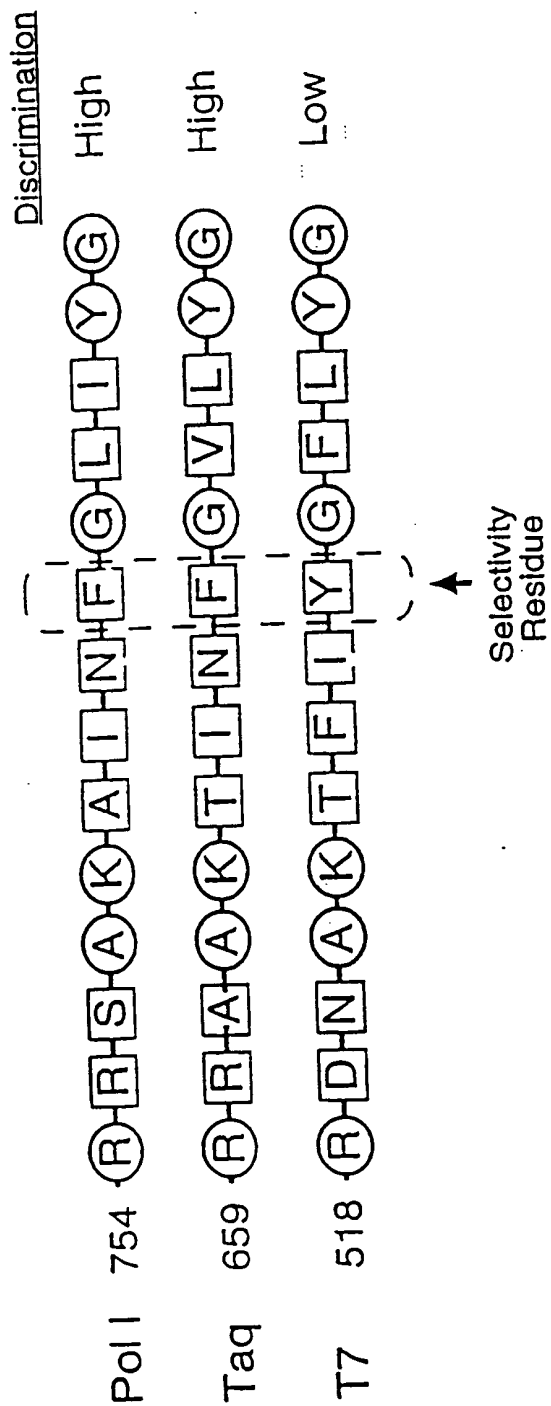 Discrimination
Pol I 754 R R S A K A I N F G L I Y G High
Taq 659 R R A A K T I N F G V L Y G High
T7 518 R D N A K T F I Y G F L Y G Low
Selectivity
Residue